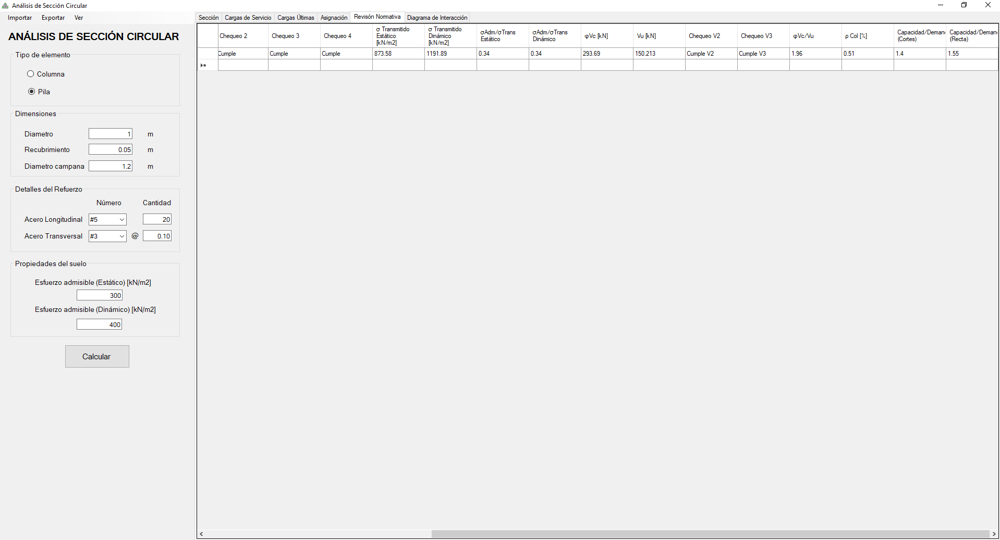 Análisis de Sección Circular
Importar Exportar Ver
ANÁLISIS DE SECCIÓN CIRCULAR
Tipo de elemento
Columna
Pila
Dimensiones
Diametro 1 m
Recubrimiento 0.05 m
Diametro campana 1.2 m
Detalles del Refuerzo
Número Cantidad
Acero Longitudinal #5 20
Acero Transversal #3 @ 0.10
Propiedades del suelo
Esfuerzo admisible (Estático) [kN/m2]
300
Esfuerzo admisible (Dinámico) [kN/m2]
400
Calcular
Sección Cargas de Servicio Cargas Últimas Asignación Revisón Normativa Diagrama de Interacción
Chequeo 2 Chequeo 3 Chequeo 4 σ Transmitido Estático [kN/m2] σ Transmitido Dinámico [kN/m2] σAdm/σTrans Estático σAdm/σTrans Dinámico φVc [kN] Vu [kN] Chequeo V2 Chequeo V3 φVc/Vu ρ Col [%] Capacidad/Deman (Cortes) Capacidad/Deman (Recta)
Cumple Cumple Cumple 873.58 1191.89 0.34 0.34 293.69 150.213 Cumple V2 Cumple V3 1.96 0.51 1.4 1.55